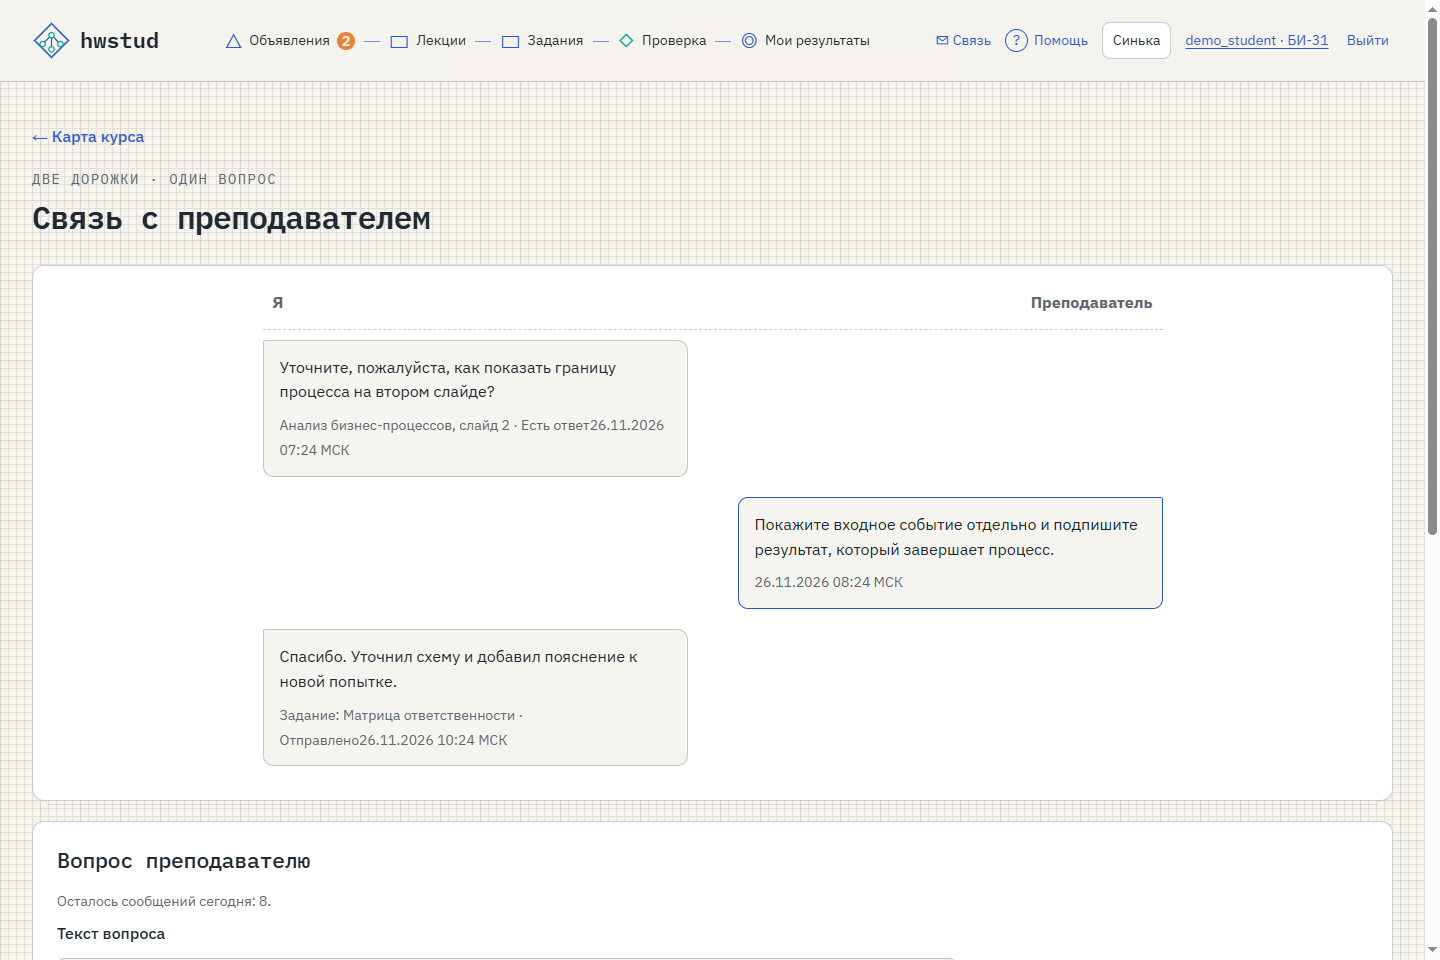 hwstud
Объявления 2 Лекции Задания Проверка Мои результаты
Связь ? Помощь Синька demo_student · БИ-31 Выйти
← Карта курса
ДВЕ ДОРОЖКИ · ОДИН ВОПРОС
Связь с преподавателем
Я
Преподаватель
Уточните, пожалуйста, как показать границу
процесса на втором слайде?
Анализ бизнес-процессов, слайд 2 · Есть ответ26.11.2026
07:24 МСК
Покажите входное событие отдельно и подпишите
результат, который завершает процесс.
26.11.2026 08:24 МСК
Спасибо. Уточнил схему и добавил пояснение к
новой попытке.
Задание: Матрица ответственности ·
Отправлено26.11.2026 10:24 МСК
Вопрос преподавателю
Осталось сообщений сегодня: 8.
Текст вопроса